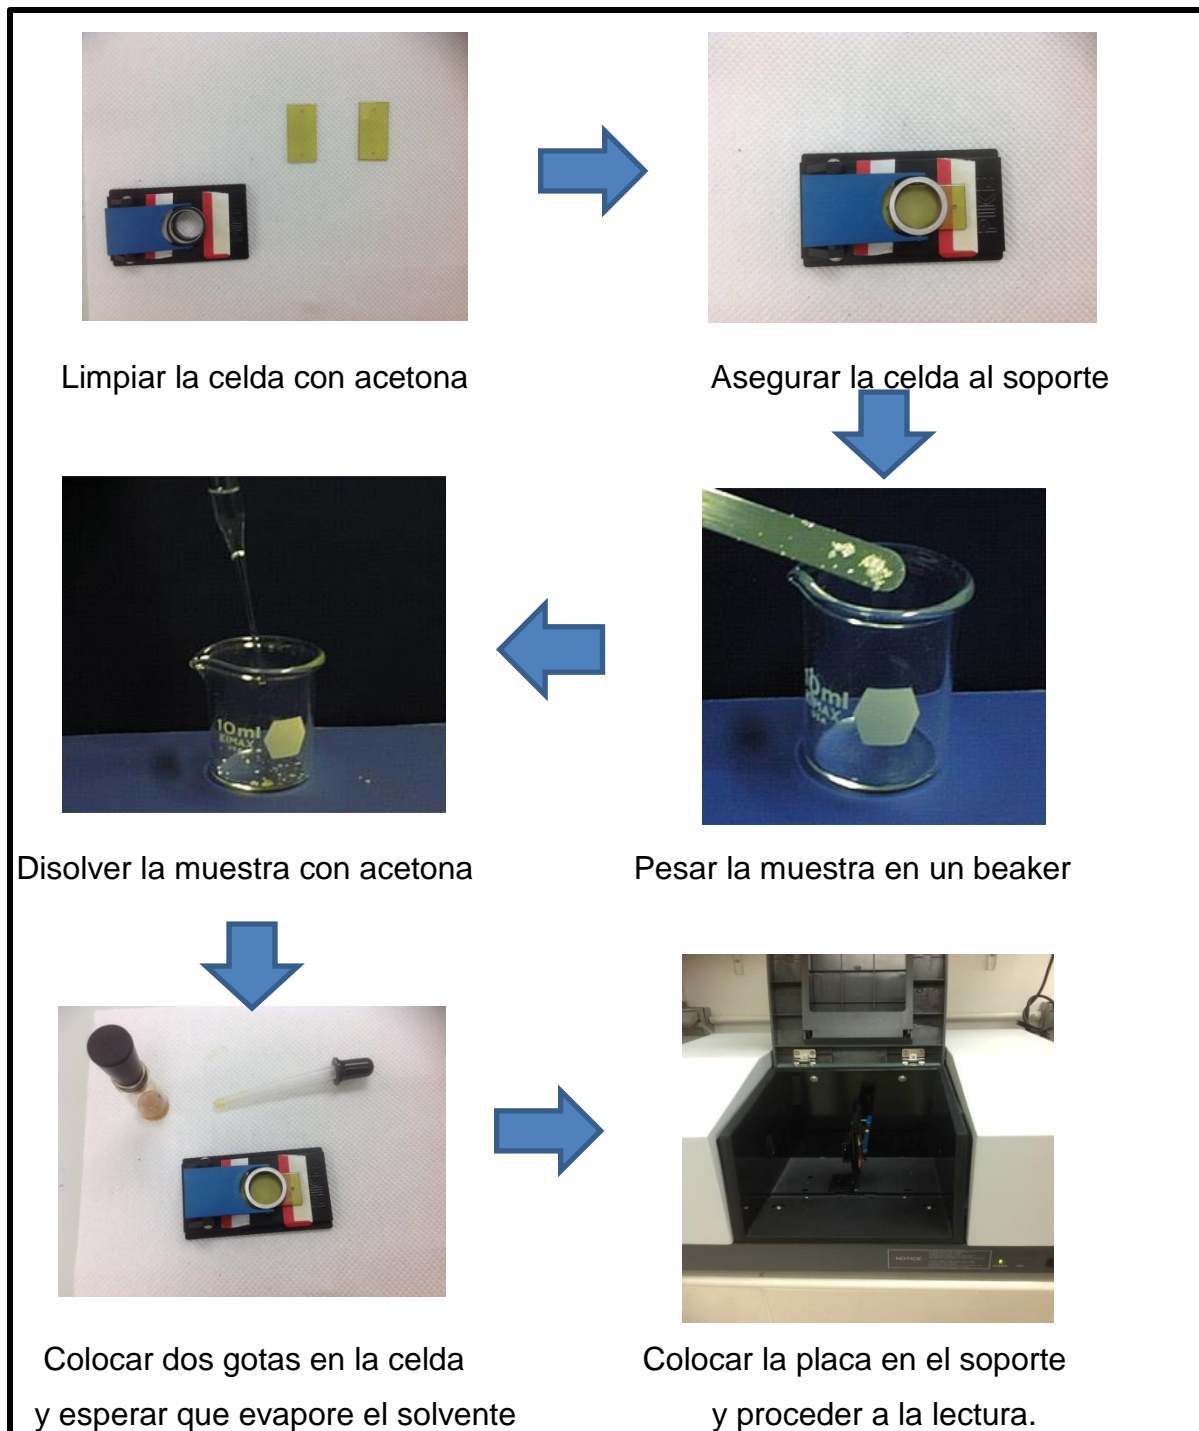 Limpiar la celda con acetona
Asegurar la celda al soporte
10ml
KIMAX
10ml
KIMAX
Disolver la muestra con acetona
Pesar la muestra en un beaker
NOTICE
Colocar dos gotas en la celda
y esperar que evapore el solvente
Colocar la placa en el soporte
y proceder a la lectura.